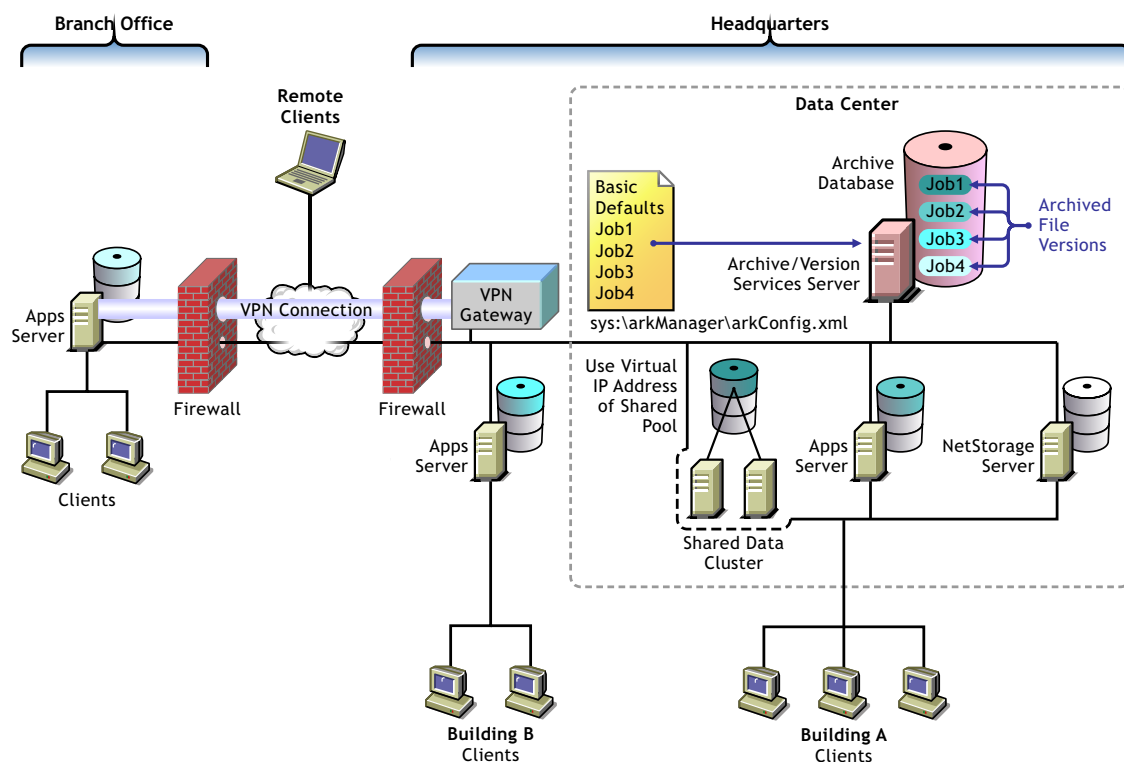 Branch Office
Headquarters
Remote
Clients
Data Center
Archive
Database
Job1
Job2
Job3
Job4
Archived
File
Versions
Basic
Defaults
Job1
Job2
Job3
Job4
Archive/Version
Services Server
sys:\arkManager\arkConfig.xml
Apps
Server
VPN Connection
VPN
Gateway
Firewall
Firewall
Clients
Apps
Server
Use Virtual
IP Address
of Shared
Pool
Apps
Server
NetStorage
Server
Shared Data
Cluster
Building B
Clients
Building A
Clients